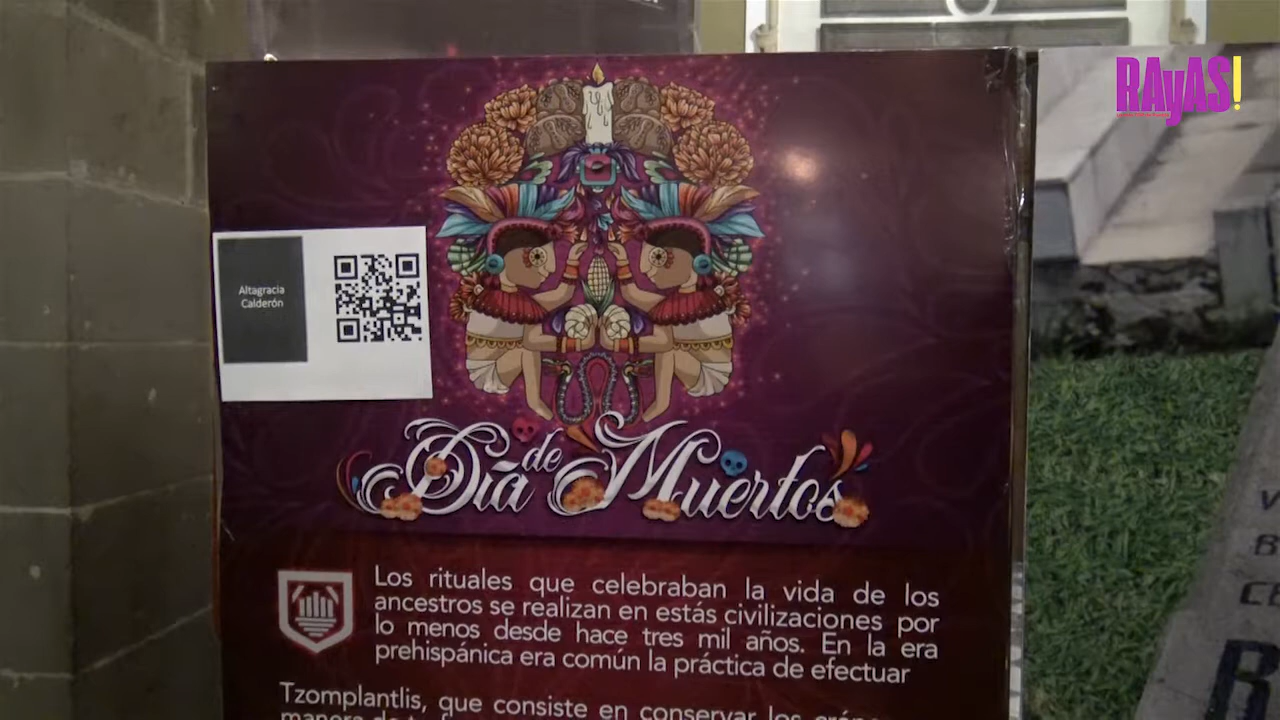 RAyAS!
Altagracia
Calderón
Día de Muertos
Los rituales que celebraban la vida de los
ancestros se realizan en estás civilizaciones por
lo menos desde hace tres mil años. En la era
prehispánica era común la práctica de efectuar
Tzomplantlis, que consiste en conservar los
manera de